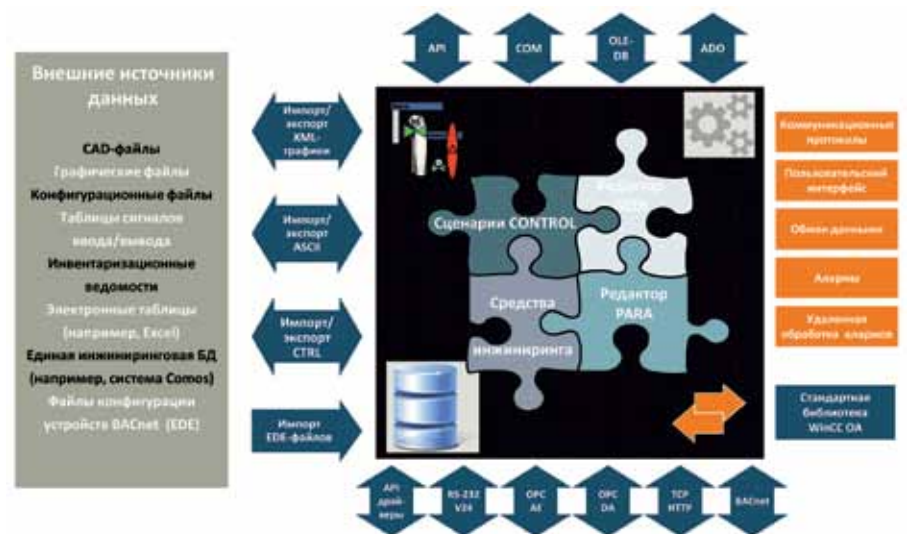 API
COM
OLE-
DB
ADO
Внешние источники
данных
CAD-файлы
Графические файлы
Конфигурационные файлы
Таблицы сигналов
ввода/вывода
Инвентаризационные
ведомости
Электронные таблицы
(например, Excel)
Единая инжиниринговая БД
(например, система Comos)
Файлы конфигурации
устройств BACnet (EDE)
Импорт/
экспорт
XML-
графики
Импорт/
экспорт
ASCII
Импорт/
экспорт
CTRL
Импорт
EDE-файлов
Сценарии CONTROL
Редактор
Средства
инжиниринга
Редактор
PARA
Коммуникационные
протоколы
Пользовательский
интерфейс
Обмен данными
Алармы
Удаленная
обработка алармов
Стандартная
библиотека
WinCC OA
API
драй-
веры
RS-232
V24
OPC
AE
OPC
DA
TCP
HTTP
BACnet